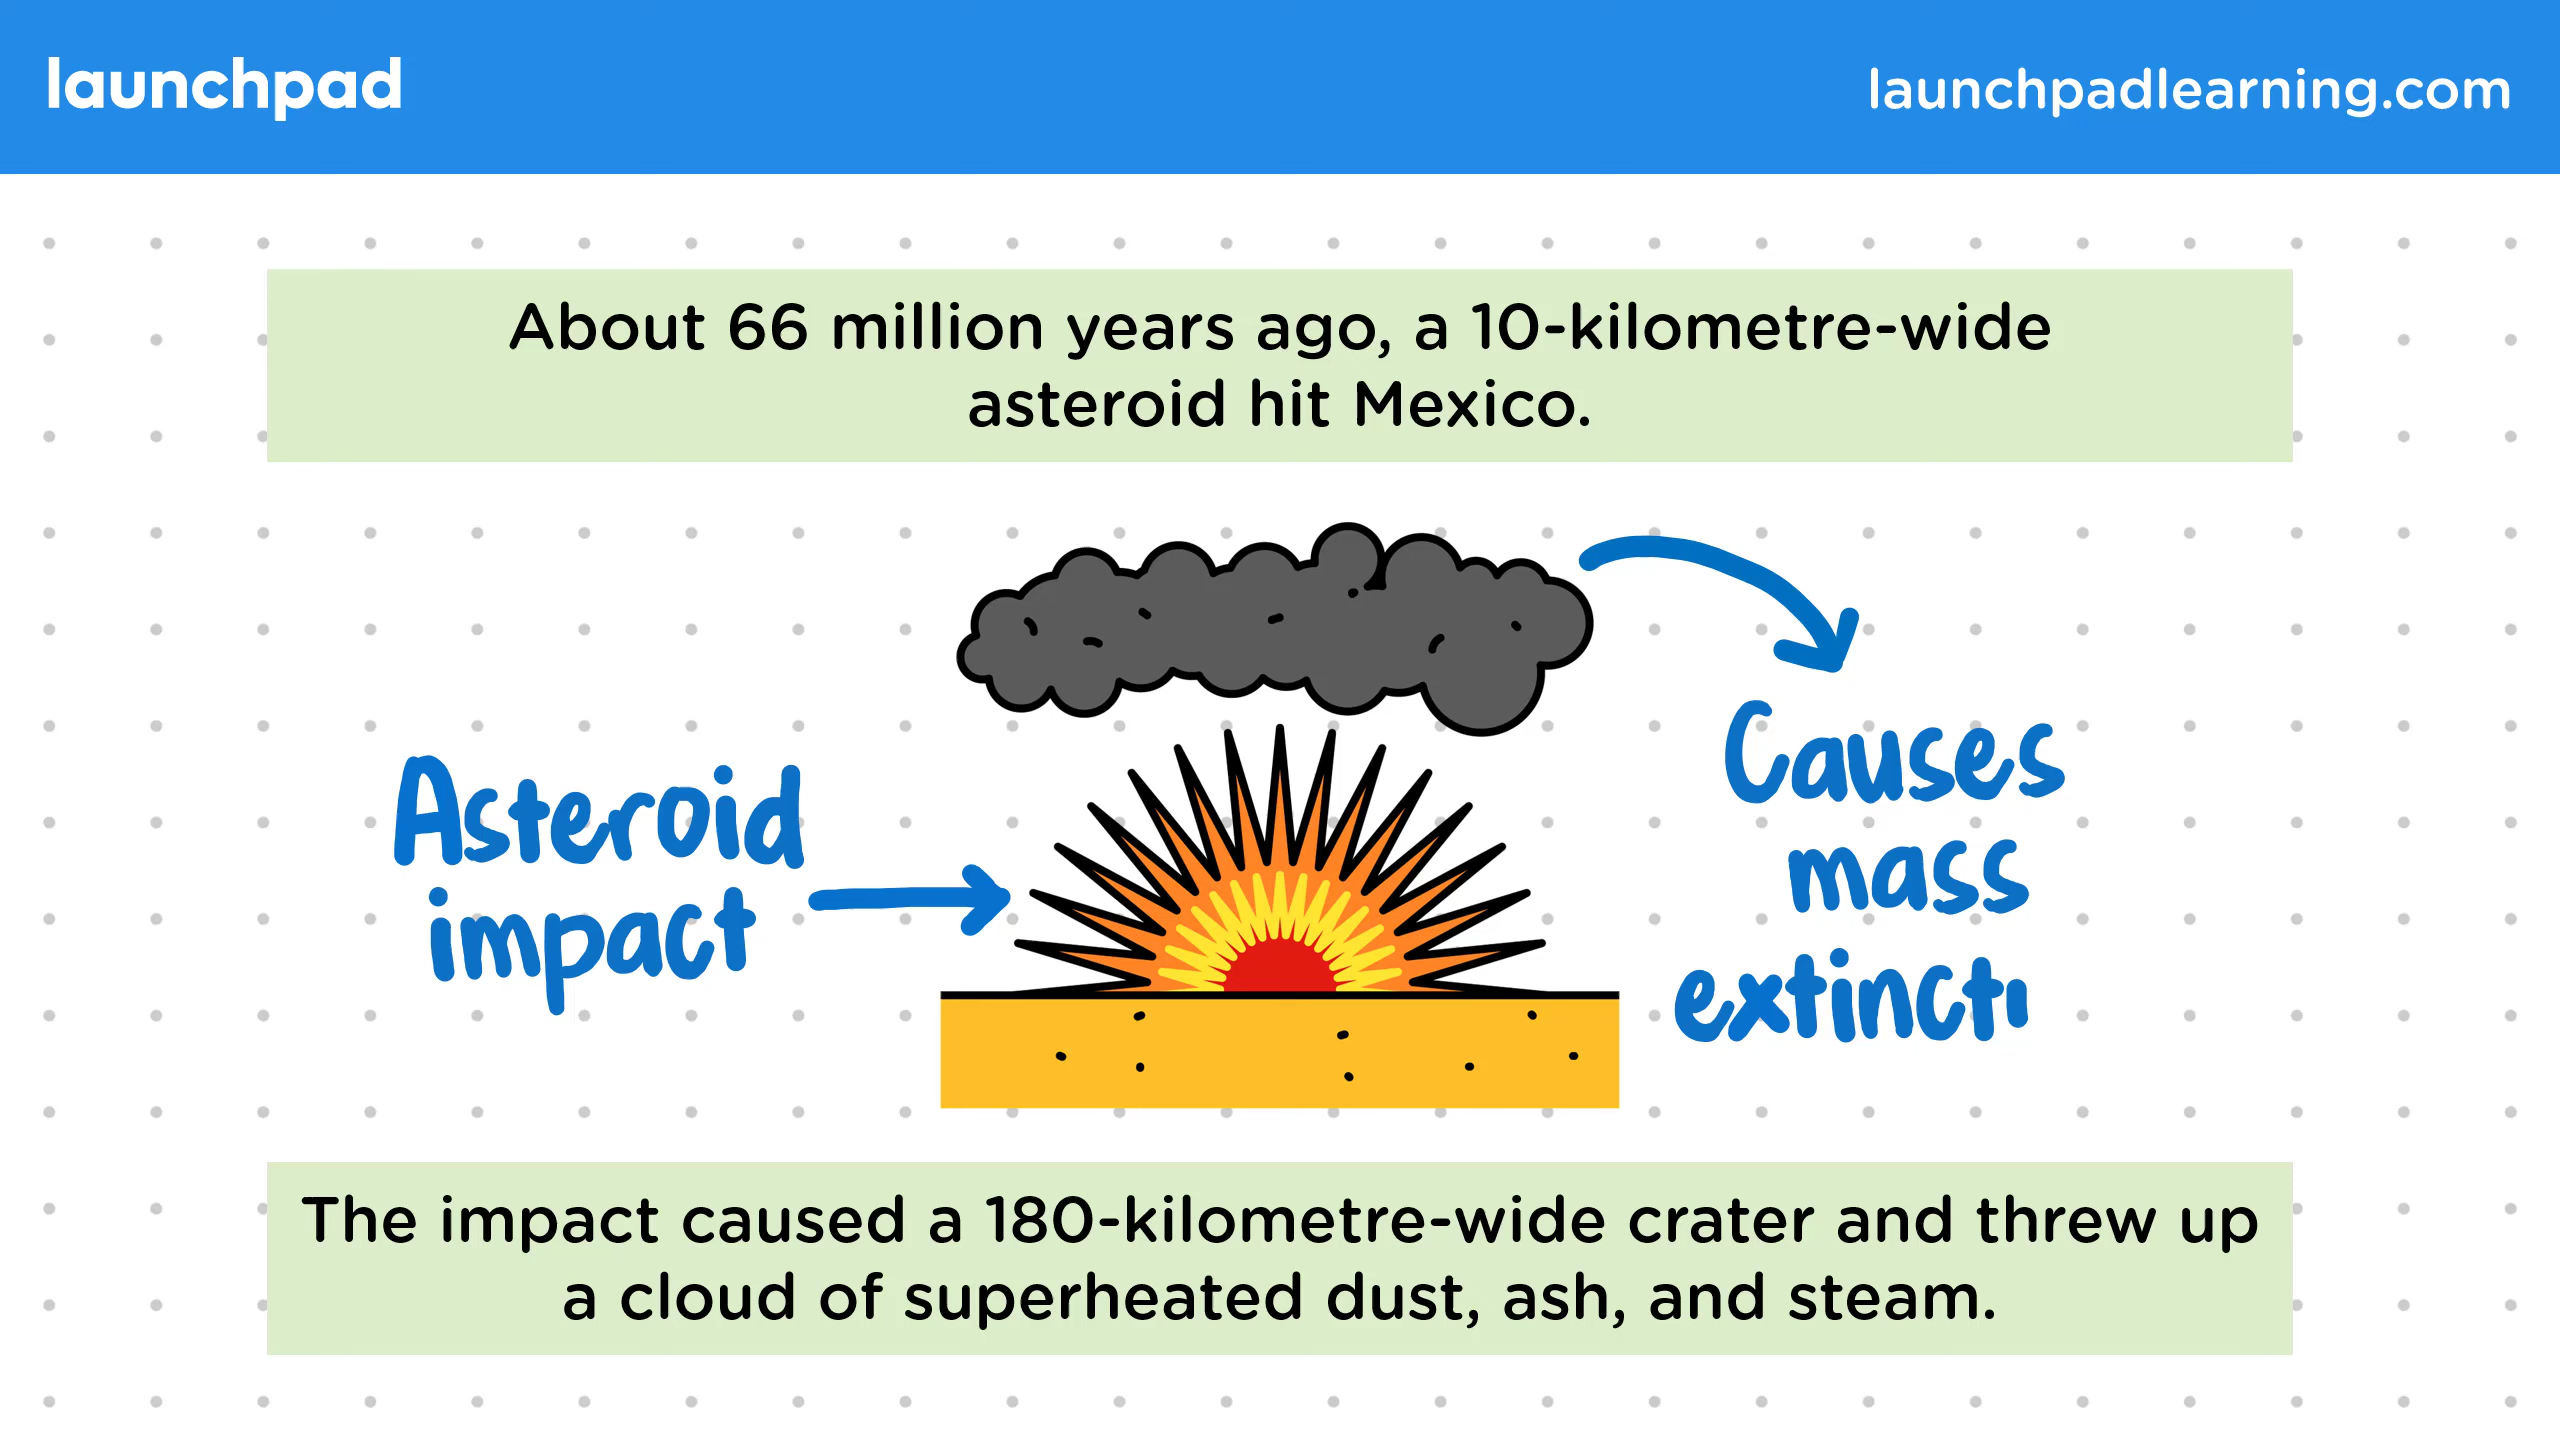 launchpad
launchpadlearning.com
About 66 million years ago, a 10-kilometre-wide
asteroid hit Mexico.
Asteroid
impact
Causes
mass
extincti
The impact caused a 180-kilometre-wide crater and threw up
a cloud of superheated dust, ash, and steam.